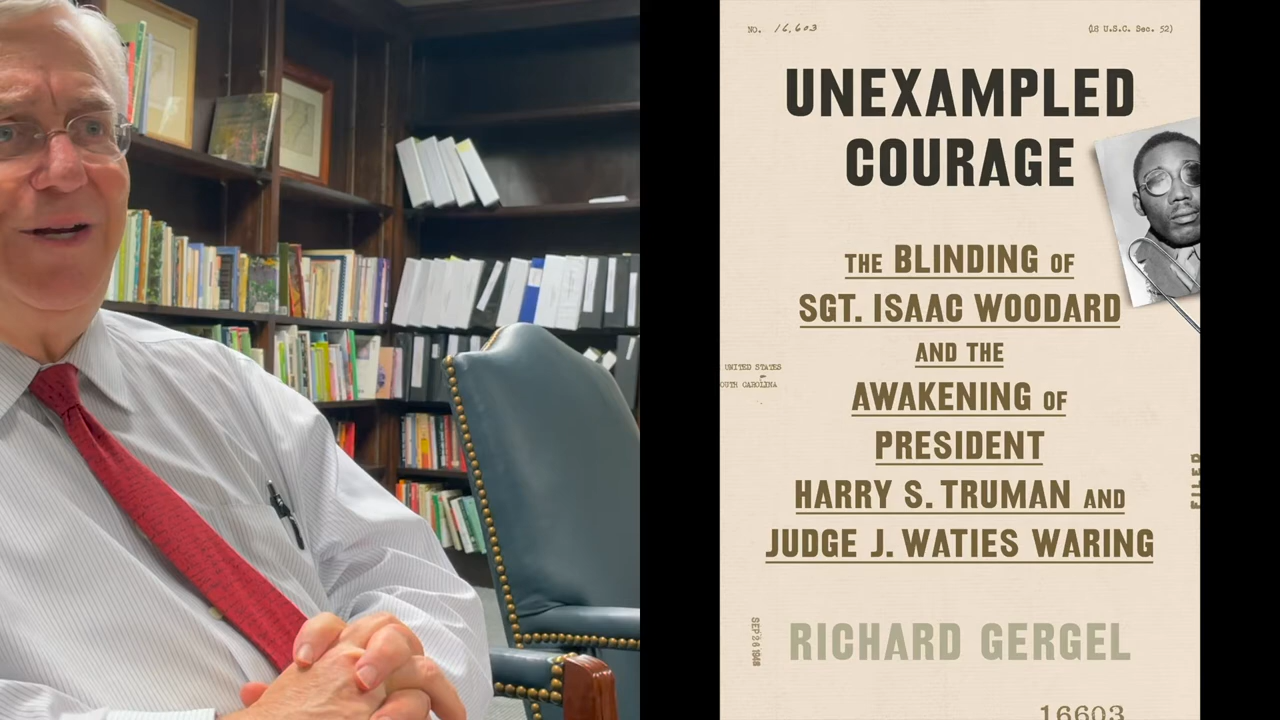 NO. 16,603
(18 U.S.C. Sec. 52)
UNEXAMPLED
COURAGE
THE BLINDING OF
SGT. ISAAC WOODARD
AND THE
AWAKENING OF
PRESIDENT
HARRY S. TRUMAN AND
JUDGE J. WATIES WARING
UNITED STATES
OUTH CAROLINA
FILED
SEP 26 1946
RICHARD GERGEL
16603